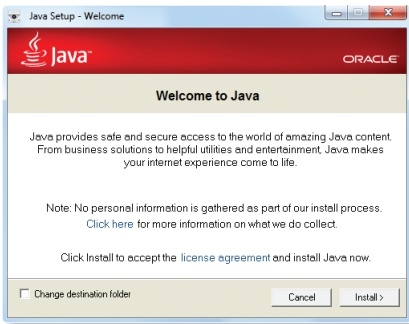 Java Setup - Welcome
Java™
ORACLE
Welcome to Java
Java provides safe and secure access to the world of amazing Java content.
From business solutions to helpful utilities and entertainment, Java makes
your internet experience come to life.
Note: No personal information is gathered as part of our install process.
Click here for more information on what we do collect.
Click Install to accept the license agreement and install Java now.
Change destination folder
Cancel
Install >